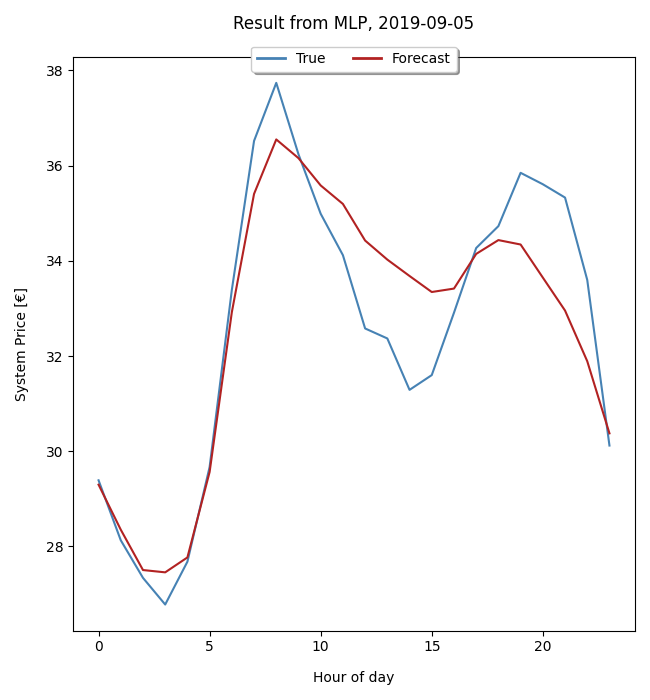 Result from MLP, 2019-09-05
True Forecast
38
36
34
32
30
28
System Price [€]
0 5 10 15 20
Hour of day